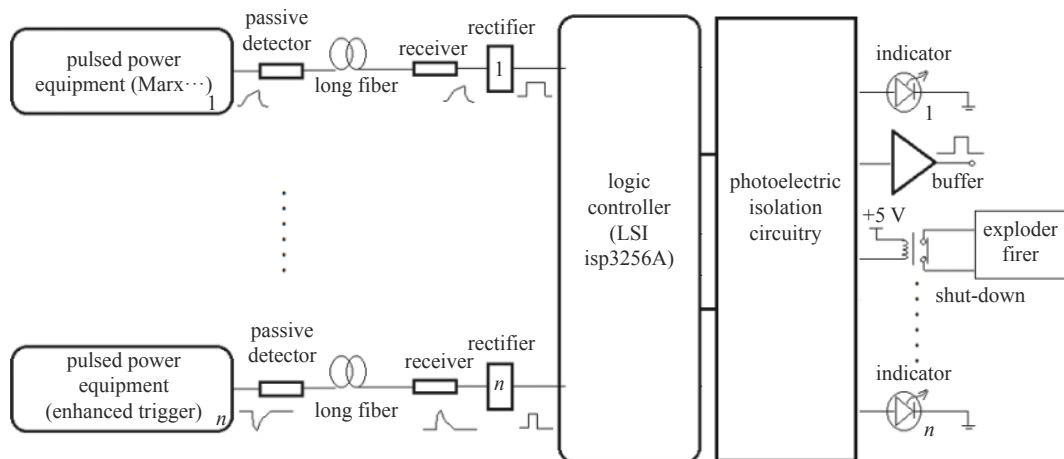 pulsed power
equipment (Marx···)
1
passive
detector
long fiber
receiver
rectifier
1
logic
controller
(LSI
isp3256A)
photoelectric
isolation
circuitry
indicator
1
buffer
+5 V
exploder
firer
shut-down
pulsed power
equipment
(enhanced trigger)
n
passive
detector
long fiber
receiver
rectifier
n
indicator
n